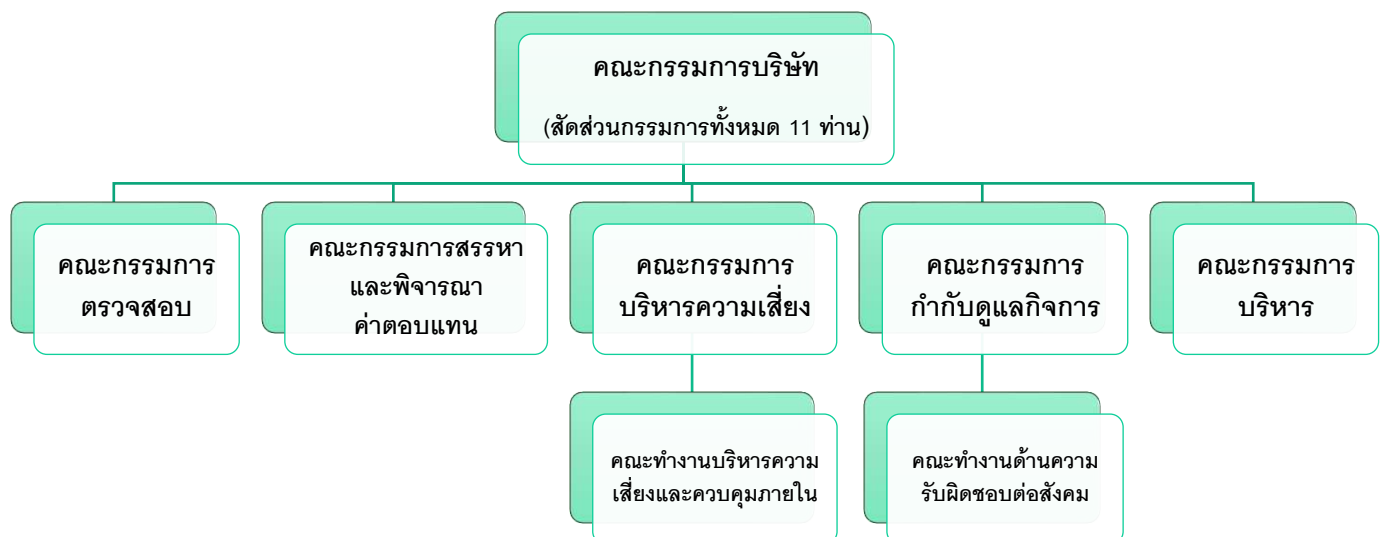 คณะกรรมการบริษัท
(สัดส่วนกรรมการทั้งหมด 11 ท่าน)
คณะกรรมการ
ตรวจสอบ
คณะกรรมการสรรหา
และพิจารณา
ค่าตอบแทน
คณะกรรมการ
บริหารความเสี่ยง
คณะกรรมการ
กำกับดูแลกิจการ
คณะกรรมการ
บริหาร
คณะทำงานบริหารความ
เสี่ยงและควบคุมภายใน
คณะทำงานด้านความ
รับผิดชอบต่อสังคม